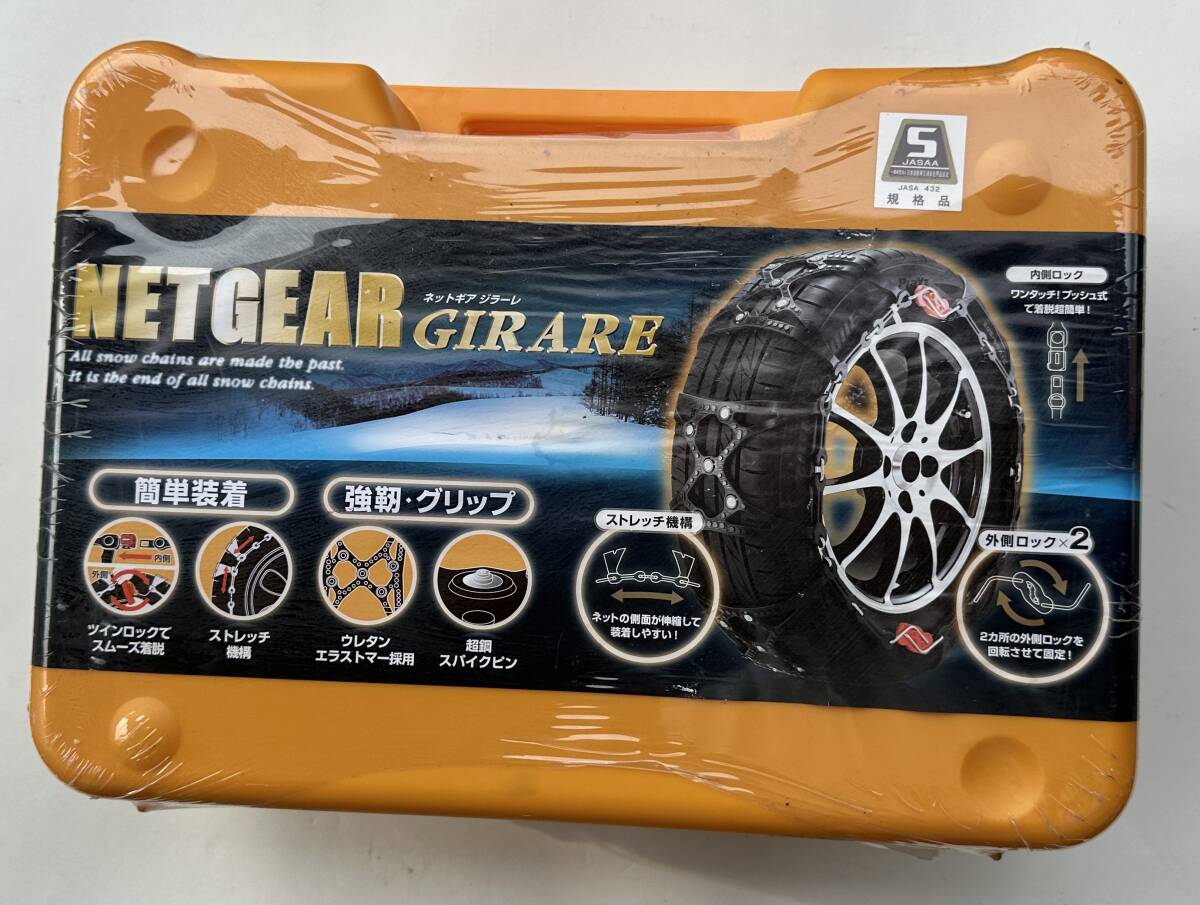 S
JASAA
JASA 432
規格品
NETGEAR
ネットギア ジラーレ
GIRARE
All snow chains are made the past.
It is the end of all snow chains.
内側ロック
ワンタッチ!プッシュ式
で着脱超簡単!
簡単装着
強靭・グリップ
内側
外側
ツインロックで
スムーズ着脱
ストレッチ
機構
ウレタン
エラストマー採用
超鋼
スパイクピン
ストレッチ機構
ネットの側面が伸縮して
装着しやすい!
外側ロック×2
2カ所の外側ロックを
回転させて固定!